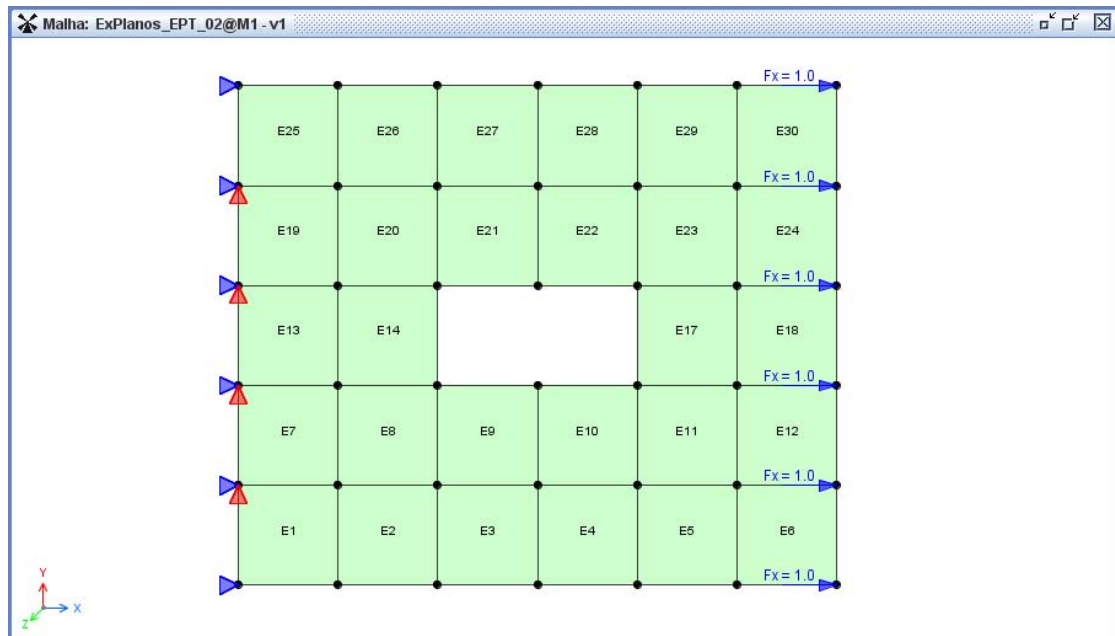 Malha: ExPlanos_EPT_02@M1 - v1
Fx = 1.0
E25 E26 E27 E28 E29 E30
Fx = 1.0
E19 E20 E21 E22 E23 E24
Fx = 1.0
E13 E14 E17 E18
Fx = 1.0
E7 E8 E9 E10 E11 E12
Fx = 1.0
E1 E2 E3 E4 E5 E6
Fx = 1.0
Y
X
Z